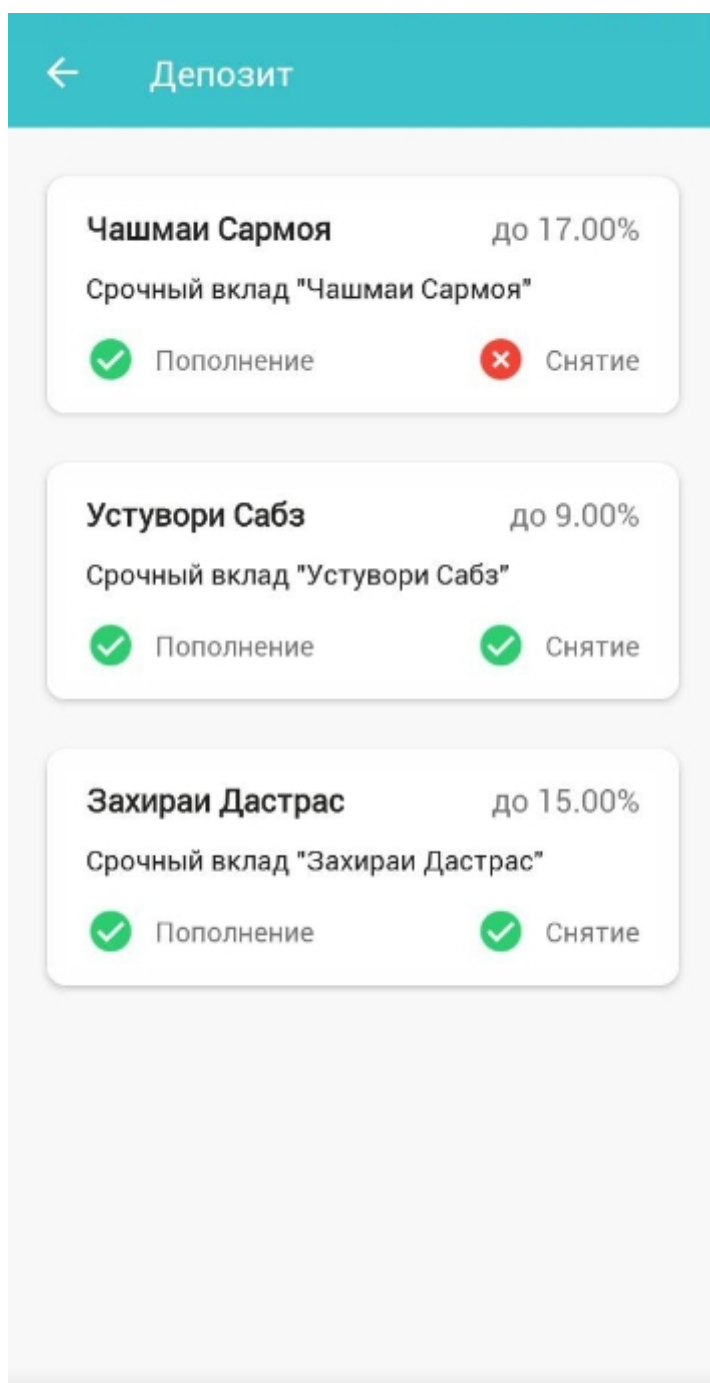 Депозит
Чашмаи Сармоя до 17.00%
Срочный вклад "Чашмаи Сармоя"
Пополнение Снятие
Устувори Сабз до 9.00%
Срочный вклад "Устувори Сабз"
Пополнение Снятие
Захираи Дастрас до 15.00%
Срочный вклад "Захираи Дастрас"
Пополнение Снятие